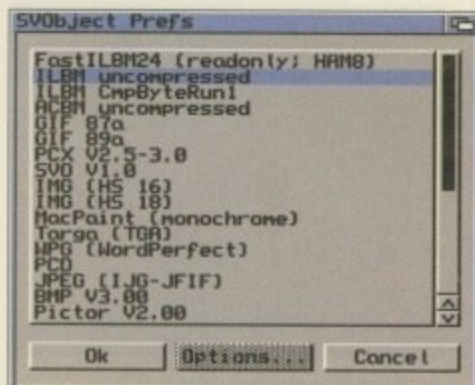 SVObject Prefs
FastILBM24 (readonly; HAM8)
ILBM uncompressed
ILBM CmpByteRun1
ACBM uncompressed
GIF 87a
GIF 89a
PCX V2.5-3.0
SVO V1.0
IMG (HS 16)
IMG (HS 18)
MacPaint (monochrome)
Targa (TGA)
WPG (WordPerfect)
PCD
JPEG (IJG-JFIF)
BMP V3.00
Pictor V2.00
Ok
Options...
Cancel